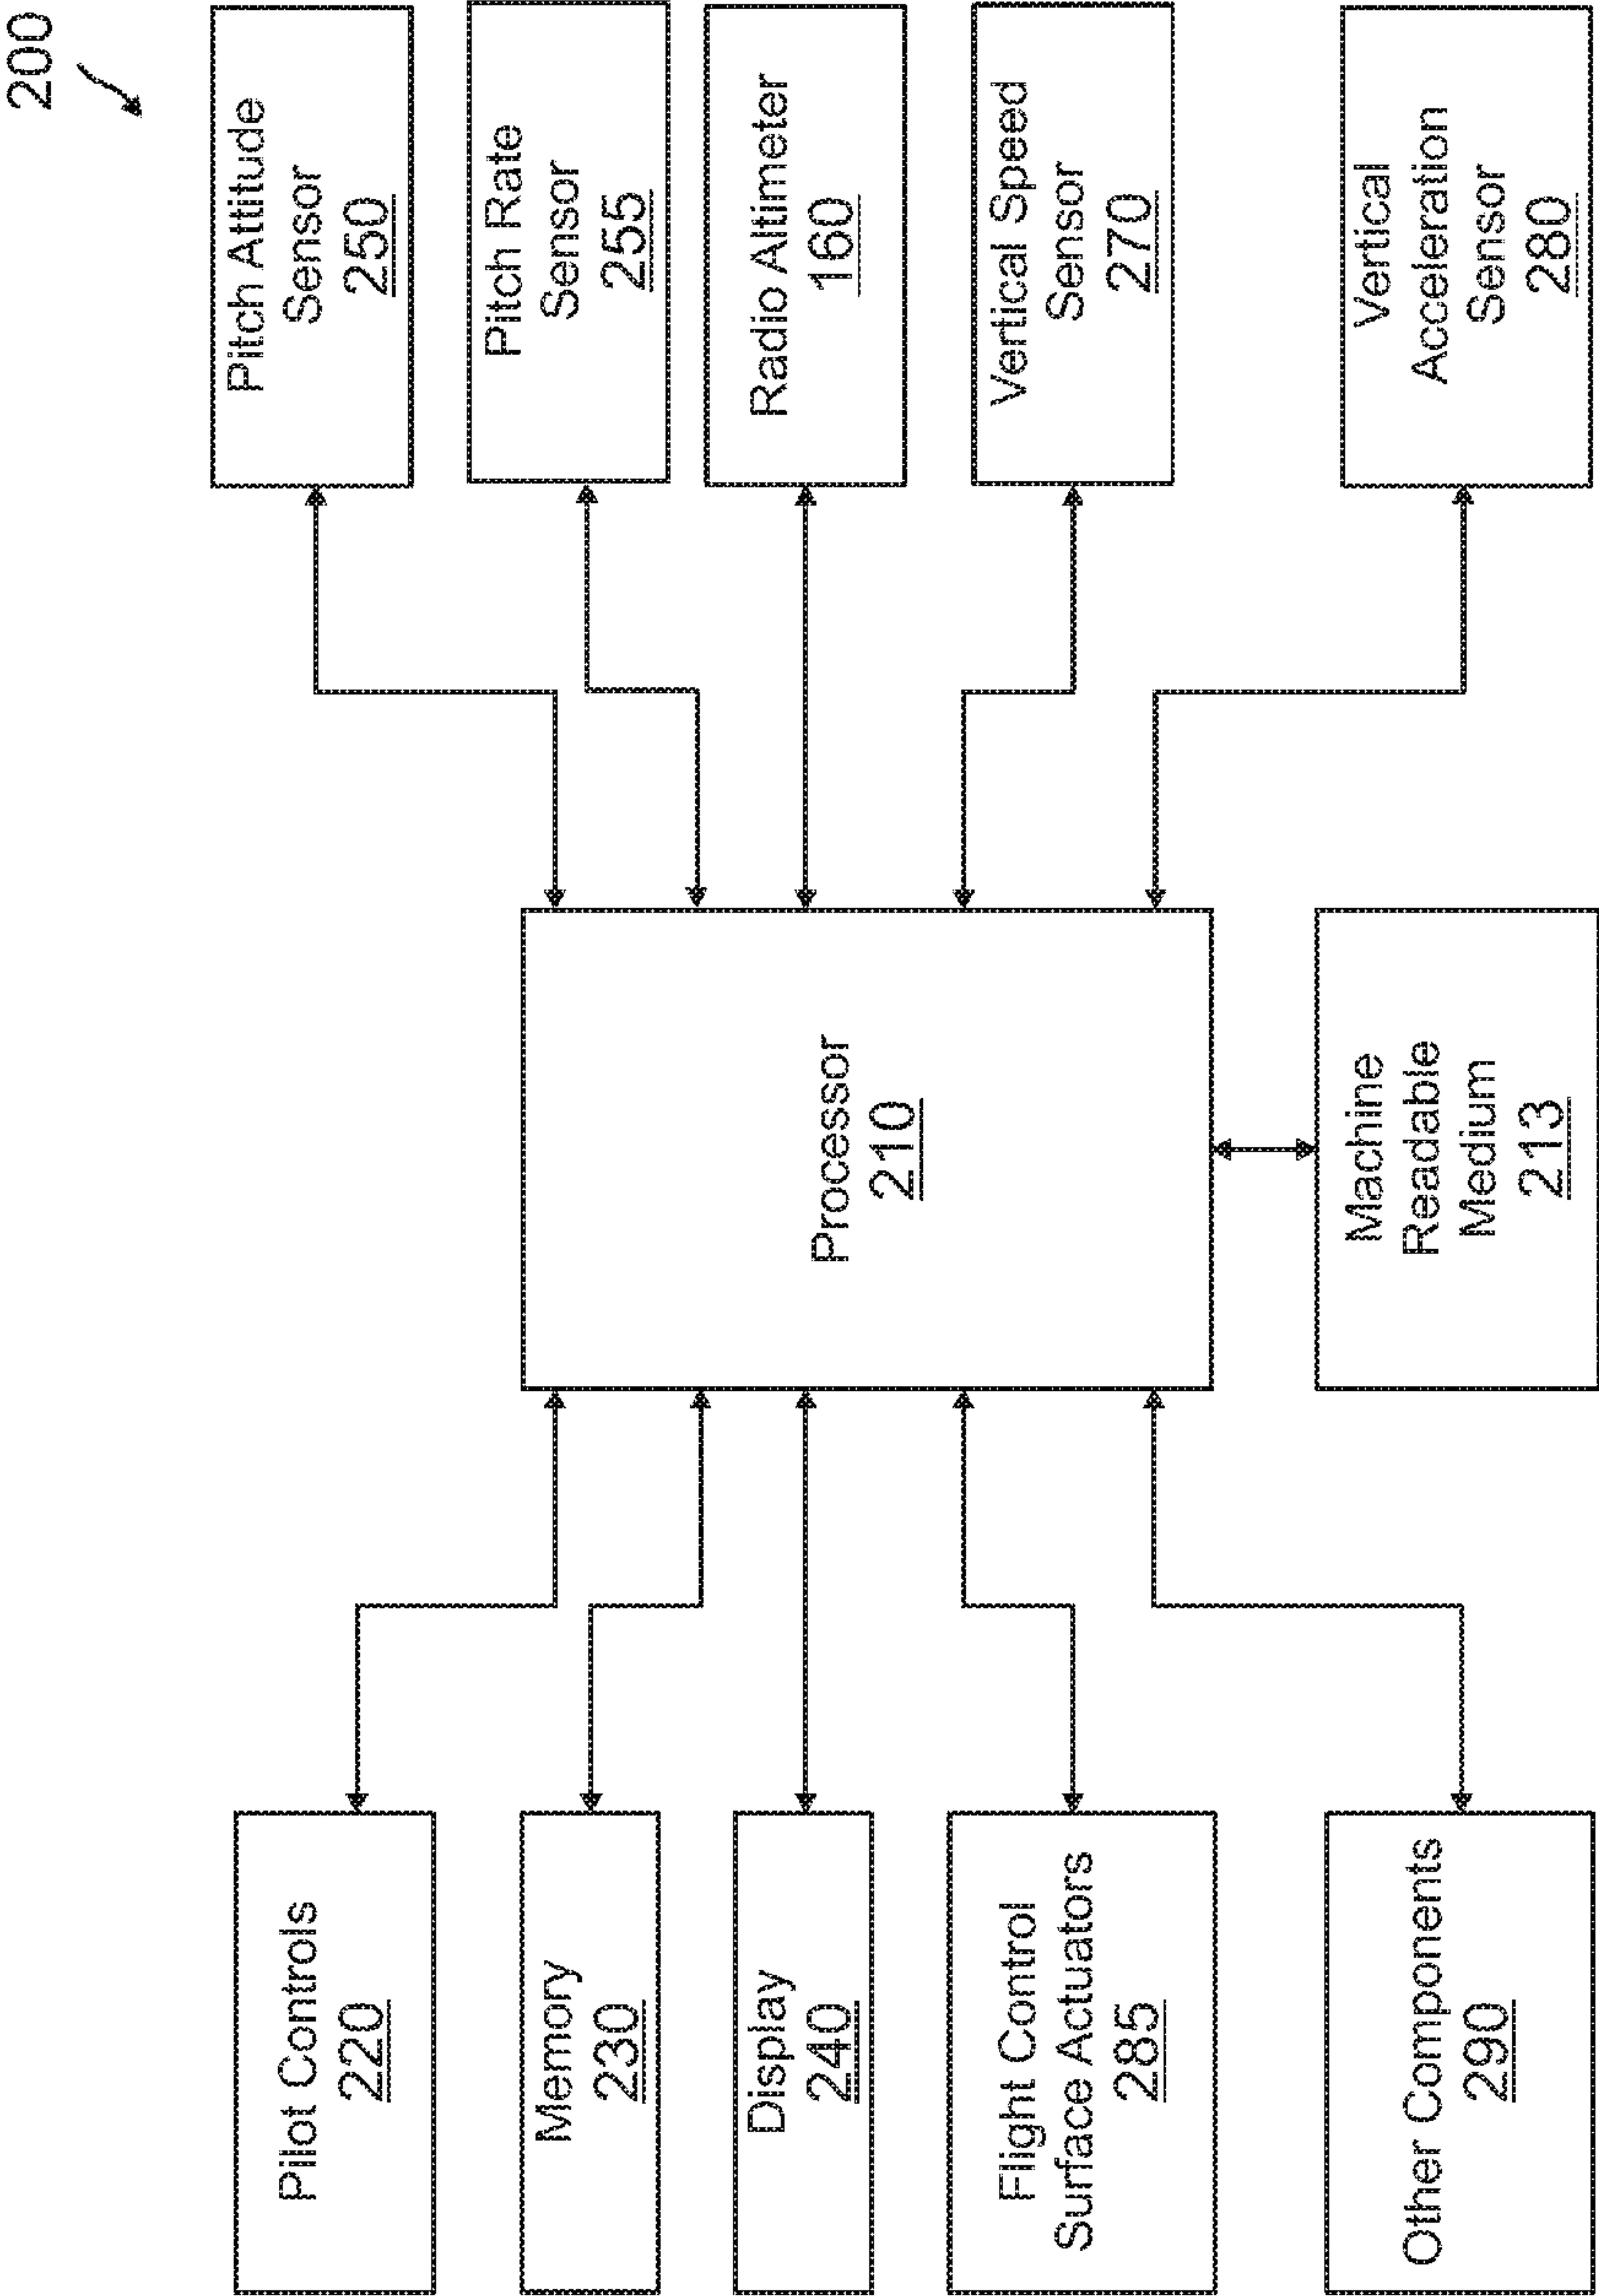 200
Pilot Controls
220
Memory
230
Display
240
Flight Control
Surface Actuators
285
Other Components
290
Processor
210
Machine
Readable
Medium
213
Pitch Attitude
Sensor
250
Pitch Rate
Sensor
255
Radio Altimeter
160
Vertical Speed
Sensor
270
Vertical
Acceleration
Sensor
280